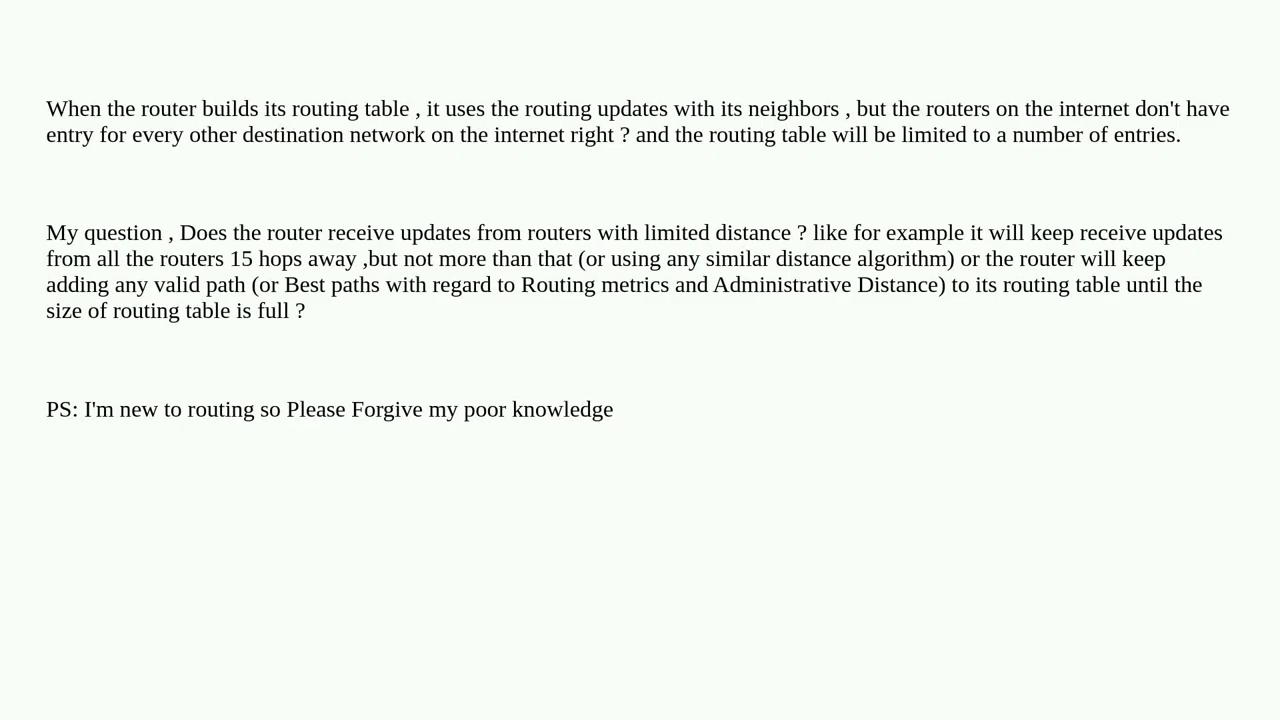 When the router builds its routing table , it uses the routing updates with its neighbors , but the routers on the internet don't have
entry for every other destination network on the internet right ? and the routing table will be limited to a number of entries.
My question , Does the router receive updates from routers with limited distance ? like for example it will keep receive updates
from all the routers 15 hops away ,but not more than that (or using any similar distance algorithm) or the router will keep
adding any valid path (or Best paths with regard to Routing metrics and Administrative Distance) to its routing table until the
size of routing table is full ?
PS: I'm new to routing so Please Forgive my poor knowledge